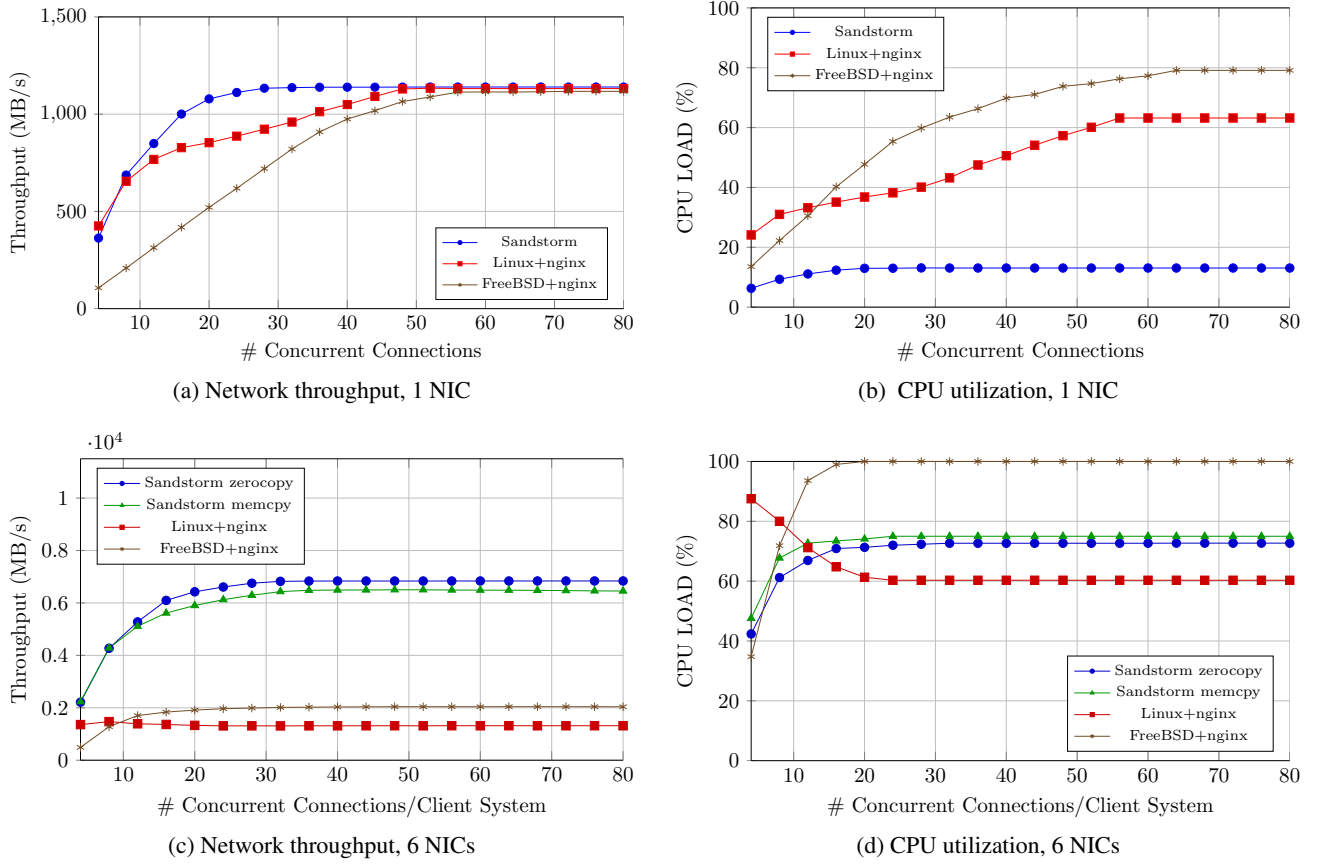 1,500
1,000
500
0
Throughput (MB/s)
Sandstorm
Linux+nginx
FreeBSD+nginx
10 20 30 40 50 60 70 80
# Concurrent Connections
(a) Network throughput, 1 NIC
100
80
60
40
20
0
CPU LOAD (%)
Sandstorm
Linux+nginx
FreeBSD+nginx
10 20 30 40 50 60 70 80
# Concurrent Connections
(b) CPU utilization, 1 NIC
·10⁴
1
0.8
0.6
0.4
0.2
0
Throughput (MB/s)
Sandstorm zerocopy
Sandstorm memcpy
Linux+nginx
FreeBSD+nginx
10 20 30 40 50 60 70 80
# Concurrent Connections/Client System
(c) Network throughput, 6 NICs
100
80
60
40
20
0
CPU LOAD (%)
Sandstorm zerocopy
Sandstorm memcpy
Linux+nginx
FreeBSD+nginx
10 20 30 40 50 60 70 80
# Concurrent Connections/Client System
(d) CPU utilization, 6 NICs